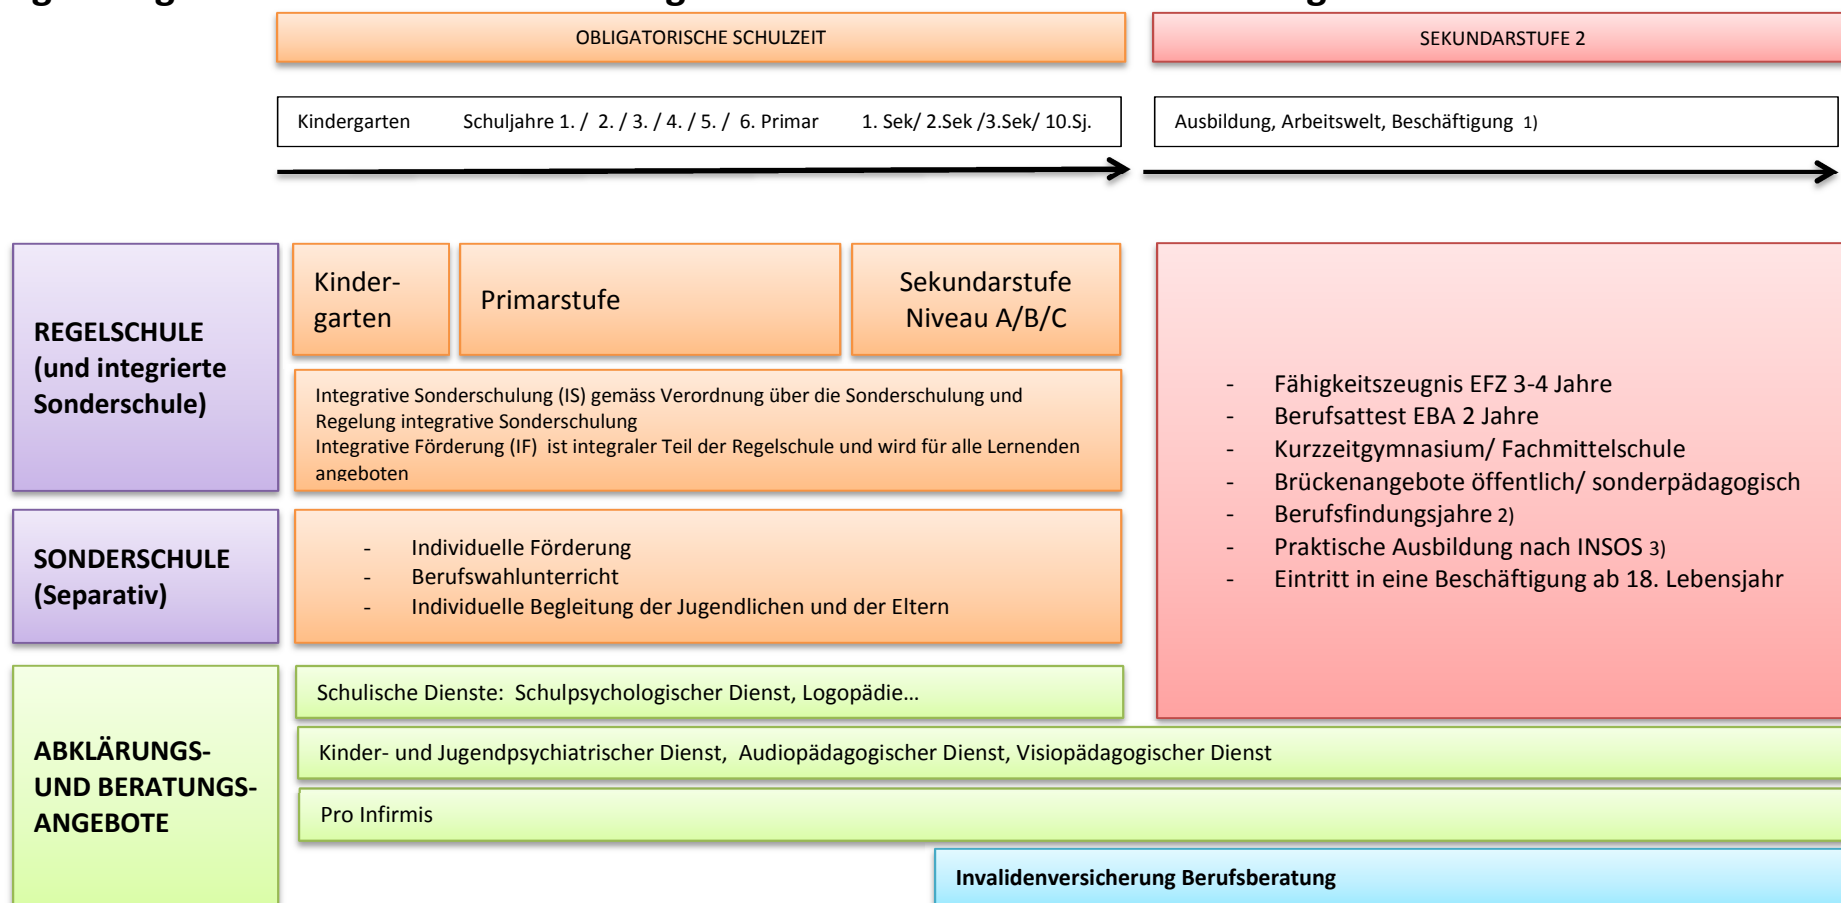 OBLIGATORISCHE SCHULZEIT
SEKUNDARSTUFE 2
Kindergarten Schuljahre 1. / 2. / 3. / 4. / 5. / 6. Primar 1. Sek/ 2.Sek /3.Sek/ 10.Sj.
Ausbildung, Arbeitswelt, Beschäftigung 1)
REGELSCHULE
(und integrierte
Sonderschule)
Kinder-
garten
Primarstufe
Sekundarstufe
Niveau A/B/C
Integrative Sonderschulung (IS) gemäss Verordnung über die Sonderschulung und
Regelung integrative Sonderschulung
Integrative Förderung (IF) ist integraler Teil der Regelschule und wird für alle Lernenden
angeboten
- Fähigkeitszeugnis EFZ 3-4 Jahre
- Berufsattest EBA 2 Jahre
- Kurzzeitgymnasium/ Fachmittelschule
- Brückenangebote öffentlich/ sonderpädagogisch
- Berufsfindungsjahre 2)
- Praktische Ausbildung nach INSOS 3)
- Eintritt in eine Beschäftigung ab 18. Lebensjahr
SONDERSCHULE
(Separativ)
- Individuelle Förderung
- Berufswahlunterricht
- Individuelle Begleitung der Jugendlichen und der Eltern
ABKLÄRUNGS-
UND BERATUNGS-
ANGEBOTE
Schulische Dienste: Schulpsychologischer Dienst, Logopädie...
Kinder- und Jugendpsychiatrischer Dienst, Audiopädagogischer Dienst, Visiopädagogischer Dienst
Pro Infirmis
Invalidenversicherung Berufsberatung